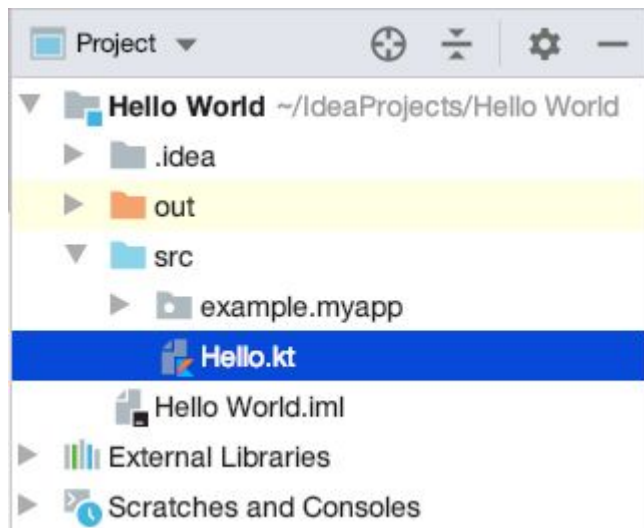 Project
Hello World ~/IdeaProjects/Hello World
.idea
out
src
example.myapp
Hello.kt
Hello World.iml
External Libraries
Scratches and Consoles